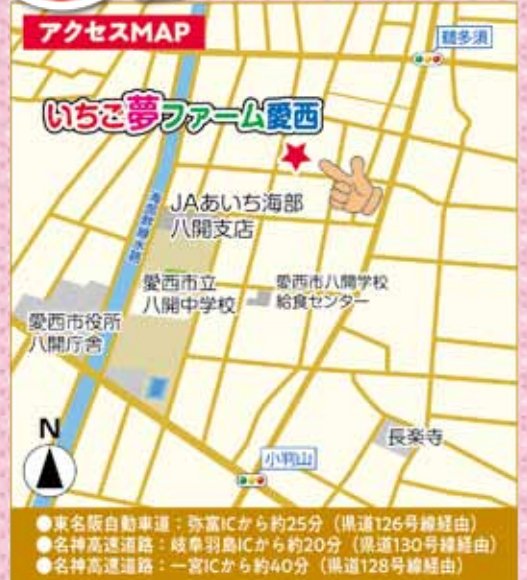 アクセスMAP
鵜多須
いちご夢ファーム愛西
JAあいち海部
八開支店
愛西市立
八開中学校
愛西市八開学校
給食センター
愛西市役所
八開庁舎
長楽寺
N
小判山
●東名阪自動車道：弥富ICから約25分（県道126号線経由）
●名神高速道路：岐阜羽島ICから約20分（県道130号線経由）
●名神高速道路：一宮ICから約40分（県道128号線経由）